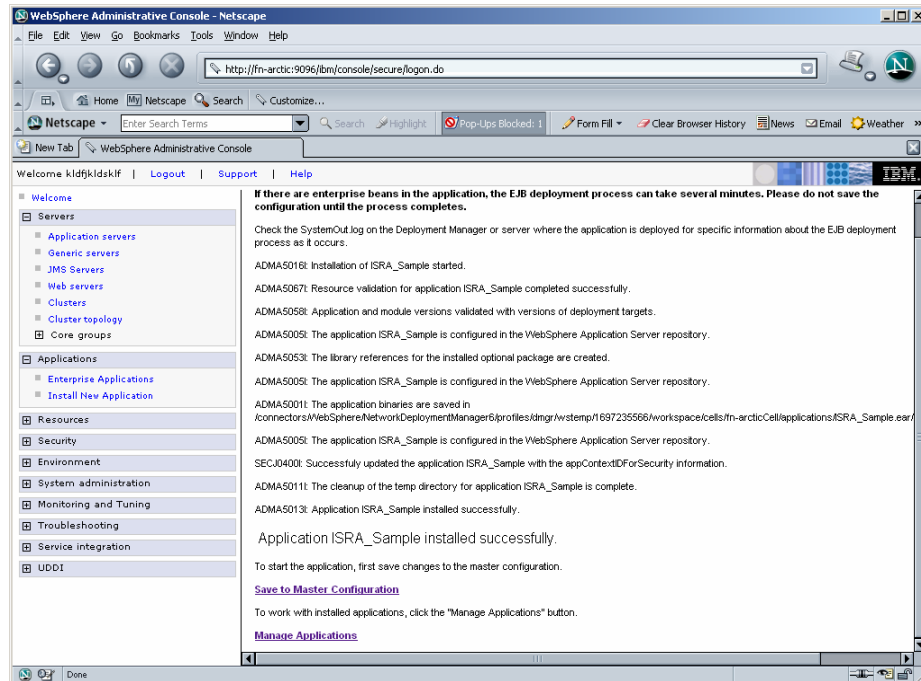 WebSphere Administrative Console - Netscape
File Edit View Go Bookmarks Tools Window Help
http://fn-arctic:9096/ibm/console/secure/logon.do
Home My Netscape Search Customize...
Netscape Enter Search Terms Search Highlight Pop-Ups Blocked: 1 Form Fill Clear Browser History News Email Weather »
New Tab WebSphere Administrative Console
Welcome kldfjkldsklf | Logout | Support | Help
IBM.
Welcome
Servers
Application servers
Generic servers
JMS Servers
Web servers
Clusters
Cluster topology
Core groups
Applications
Enterprise Applications
Install New Application
Resources
Security
Environment
System administration
Monitoring and Tuning
Troubleshooting
Service integration
UDDI
If there are enterprise beans in the application, the EJB deployment process can take several minutes. Please do not save the
configuration until the process completes.
Check the SystemOut.log on the Deployment Manager or server where the application is deployed for specific information about the EJB deployment
process as it occurs.
ADMA5016I: Installation of ISRA_Sample started.
ADMA5067I: Resource validation for application ISRA_Sample completed successfully.
ADMA5058I: Application and module versions validated with versions of deployment targets.
ADMA5005I: The application ISRA_Sample is configured in the WebSphere Application Server repository.
ADMA5053I: The library references for the installed optional package are created.
ADMA5005I: The application ISRA_Sample is configured in the WebSphere Application Server repository.
ADMA5001I: The application binaries are saved in
/connectors/WebSphere/NetworkDeploymentManager6/profiles/dmgr/wstemp/1697235566/workspace/cells/fn-arcticCell/applications/ISRA_Sample.ear/
ADMA5005I: The application ISRA_Sample is configured in the WebSphere Application Server repository.
SECJ0400I: Successfuly updated the application ISRA_Sample with the appContextIDForSecurity information.
ADMA5011I: The cleanup of the temp directory for application ISRA_Sample is complete.
ADMA5013I: Application ISRA_Sample installed successfully.
Application ISRA_Sample installed successfully.
To start the application, first save changes to the master configuration.
Save to Master Configuration
To work with installed applications, click the "Manage Applications" button.
Manage Applications
Done